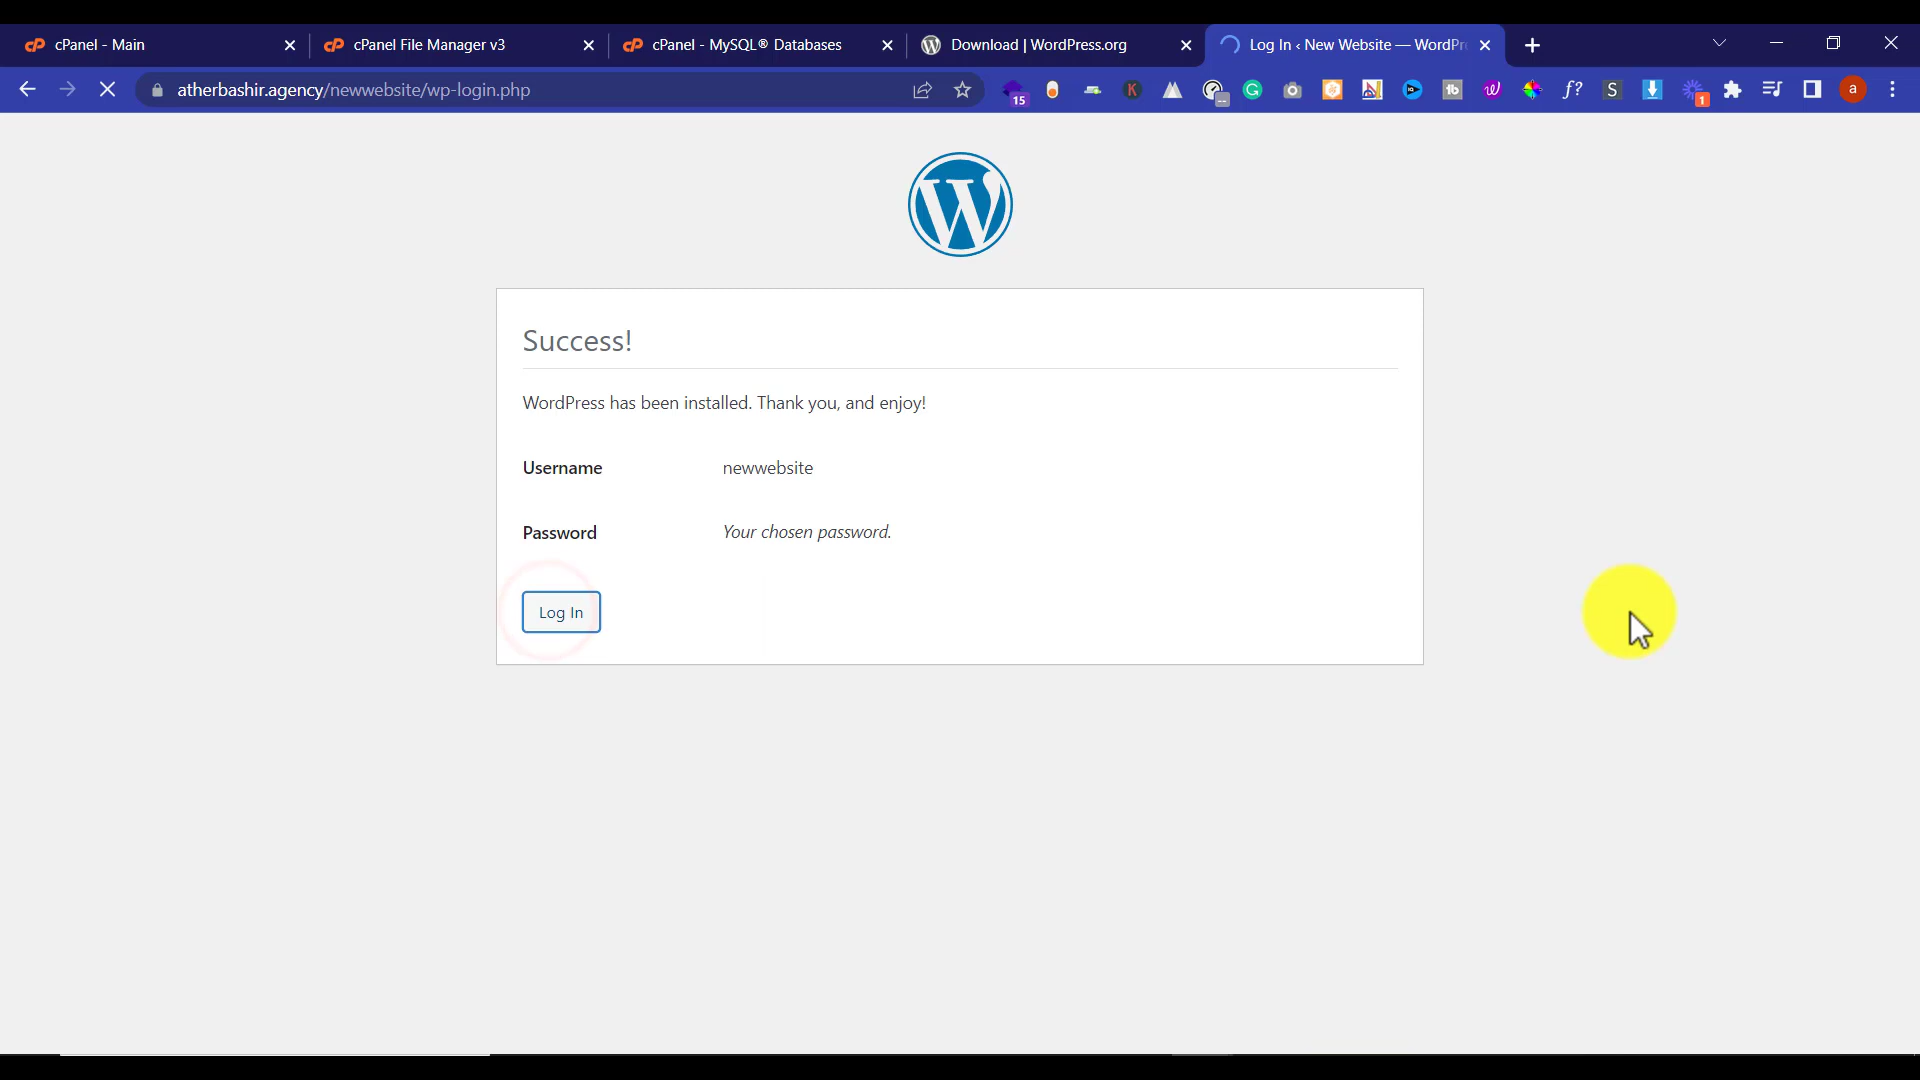 cPanel - Main
cPanel File Manager v3
cPanel - MySQL® Databases
Download | WordPress.org
Log In ‹ New Website — WordPr
atherbashir.agency/newwebsite/wp-login.php
15
1
a
Success!
WordPress has been installed. Thank you, and enjoy!
Username newwebsite
Password Your chosen password.
Log In